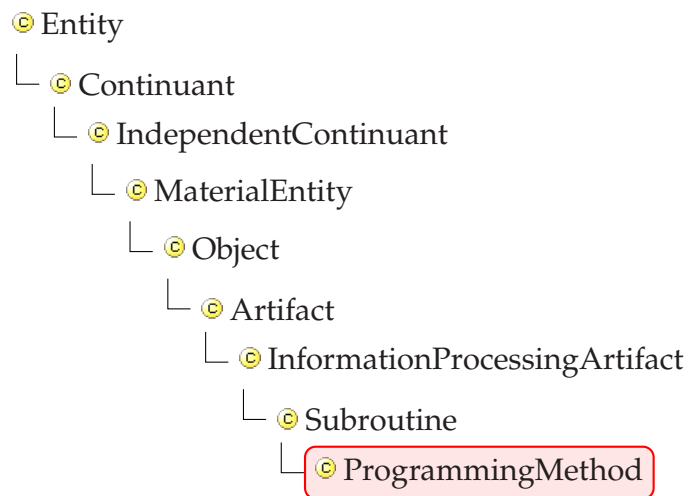 Entity
Continuant
IndependentContinuant
MaterialEntity
Object
Artifact
InformationProcessingArtifact
Subroutine
ProgrammingMethod